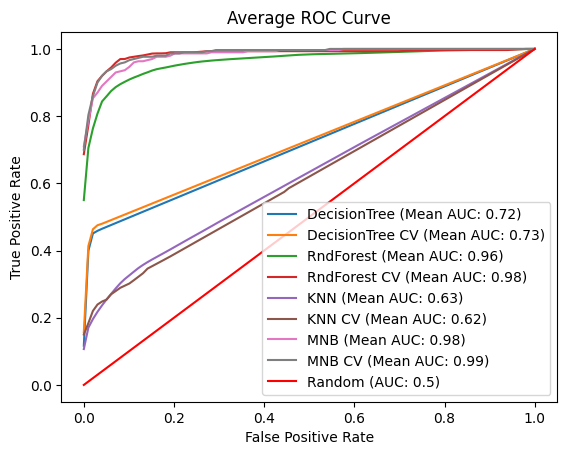 Average ROC Curve
True Positive Rate
1.0
0.8
0.6
0.4
0.2
0.0
DecisionTree (Mean AUC: 0.72)
DecisionTree CV (Mean AUC: 0.73)
RndForest (Mean AUC: 0.96)
RndForest CV (Mean AUC: 0.98)
KNN (Mean AUC: 0.63)
KNN CV (Mean AUC: 0.62)
MNB (Mean AUC: 0.98)
MNB CV (Mean AUC: 0.99)
Random (AUC: 0.5)
0.0 0.2 0.4 0.6 0.8 1.0
False Positive Rate